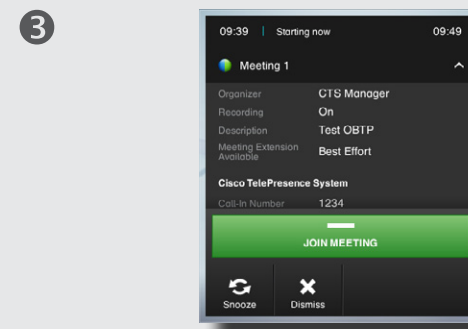 3
09:39 | Starting now 09:49
Meeting 1
Organizer CTS Manager
Recording On
Description Test OBTP
Meeting Extension
Available Best Effort
Cisco TelePresence System
Call-In Number 1234
JOIN MEETING
Snooze Dismiss